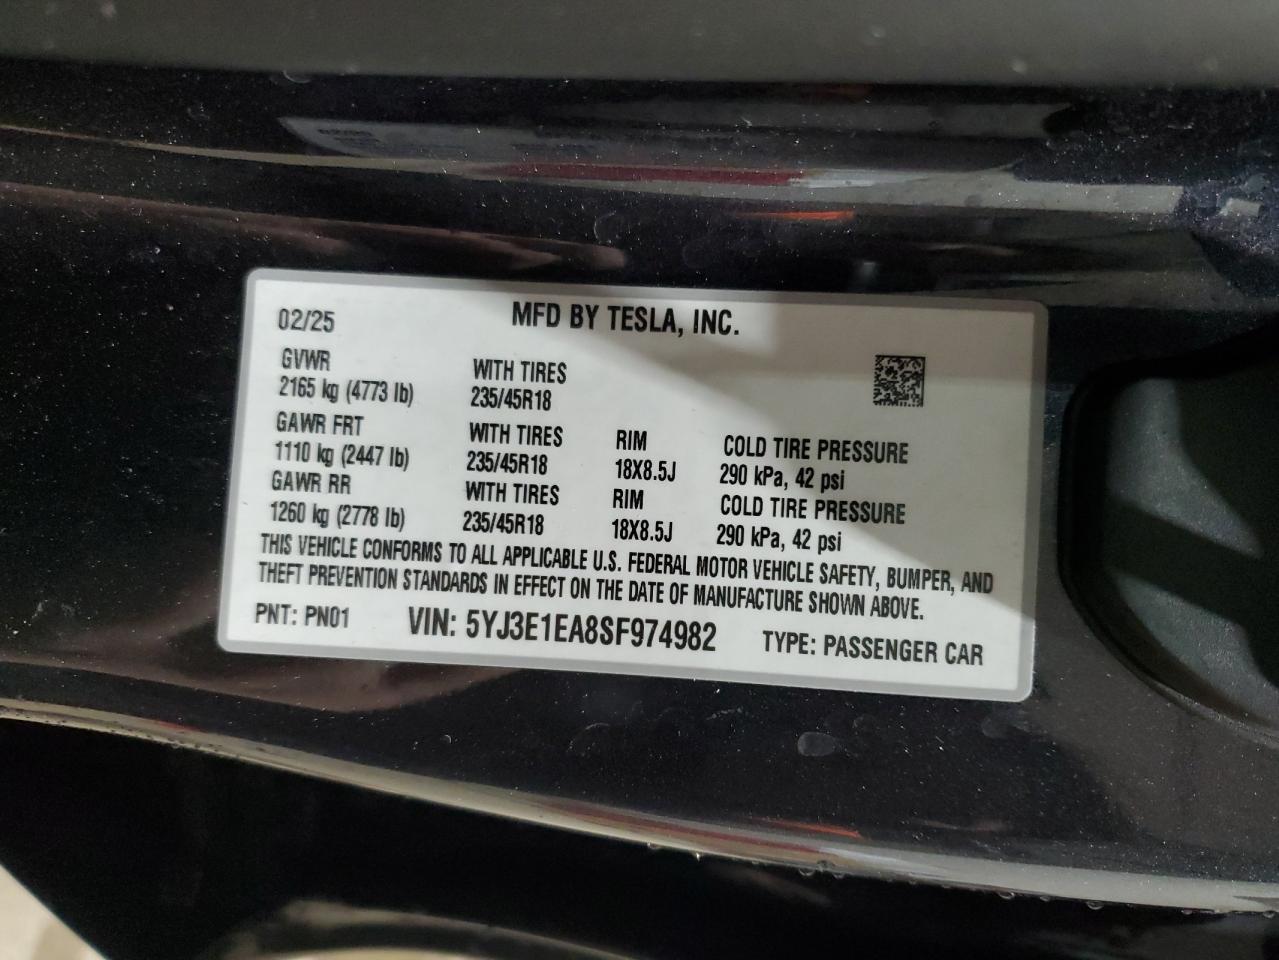 02/25 MFD BY TESLA, INC.
GVWR WITH TIRES
2165 kg (4773 lb) 235/45R18
GAWR FRT WITH TIRES RIM COLD TIRE PRESSURE
1110 kg (2447 lb) 235/45R18 18X8.5J 290 kPa, 42 psi
GAWR RR WITH TIRES RIM COLD TIRE PRESSURE
1260 kg (2778 lb) 235/45R18 18X8.5J 290 kPa, 42 psi
THIS VEHICLE CONFORMS TO ALL APPLICABLE U.S. FEDERAL MOTOR VEHICLE SAFETY, BUMPER, AND
THEFT PREVENTION STANDARDS IN EFFECT ON THE DATE OF MANUFACTURE SHOWN ABOVE.
PNT: PN01 VIN: 5YJ3E1EA8SF974982 TYPE: PASSENGER CAR